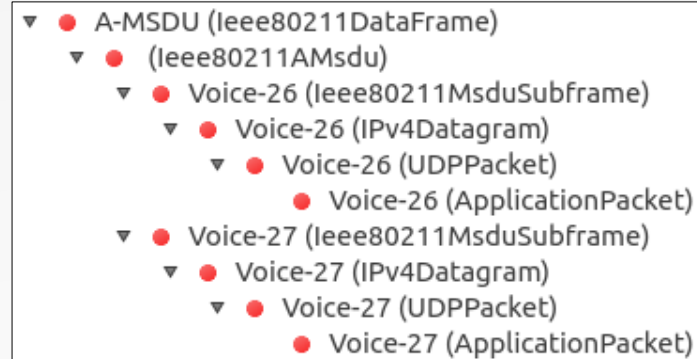 A-MSDU (Ieee80211DataFrame)
(Ieee80211AMsdu)
Voice-26 (Ieee80211MsduSubframe)
Voice-26 (IPv4Datagram)
Voice-26 (UDPPacket)
Voice-26 (ApplicationPacket)
Voice-27 (Ieee80211MsduSubframe)
Voice-27 (IPv4Datagram)
Voice-27 (UDPPacket)
Voice-27 (ApplicationPacket)